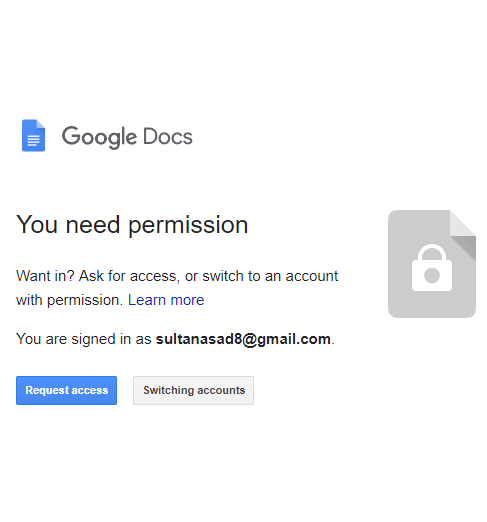 Google Docs
You need permission
Want in? Ask for access, or switch to an account
with permission. Learn more
You are signed in as sultanasad8@gmail.com.
Request access Switching accounts